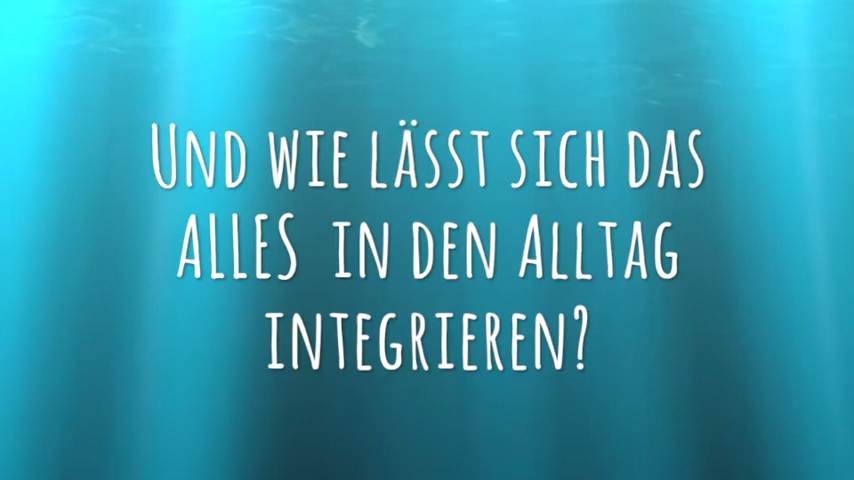 Und wie lässt sich das
ALLES in den Alltag
integrieren?